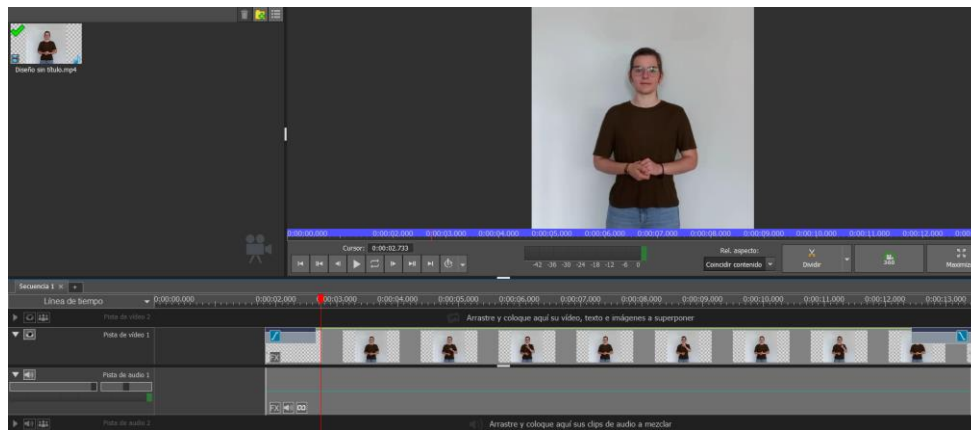 Diseño sin título.mp4
0:00:00.000 0:00:02.000 0:00:03.000 0:00:04.000 0:00:05.000 0:00:06.000 0:00:07.000 0:00:08.000 0:00:09.000 0:00:10.000 0:00:11.000 0:00:12.000
Cursor: 0:00:02.733
-42 -36 -30 -24 -18 -12 -6 0
Rel. aspecto:
Coincidir contenido
Dividir
360
Secuencia 1 × +
Línea de tiempo
0:00:00.000 0:00:02.000 0:00:03.000 0:00:04.000 0:00:05.000 0:00:06.000 0:00:07.000 0:00:08.000 0:00:09.000 0:00:10.000 0:00:11.000 0:00:12.000 0:00:13.000
Pista de vídeo 2
Arrastre y coloque aquí su vídeo, texto e imágenes a superponer
Pista de vídeo 1
FX
Pista de audio 1
FX
Pista de audio 2
Arrastre y coloque aquí sus clips de audio a mezclar